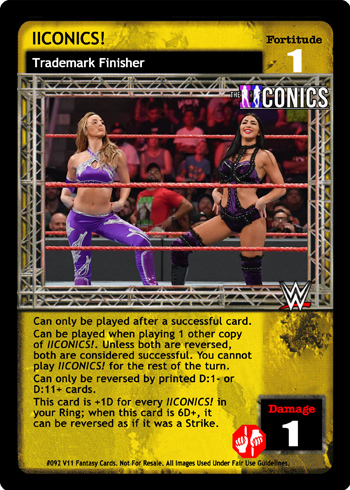 IICONICS!
Fortitude
1
Trademark Finisher
THE IICONICS
W
Can only be played after a successful card.
Can be played when playing 1 other copy
of IICONICS!. Unless both are reversed,
both are considered successful. You cannot
play IICONICS! for the rest of the turn.
Can only be reversed by printed D:1- or
D:11+ cards.
This card is +1D for every IICONICS! in
your Ring; when this card is 6D+, it
can be reversed as if it was a Strike.
Damage
1
#092 V11 Fantasy Cards. Not For Resale. All Images Used Under Fair Use Guidelines.